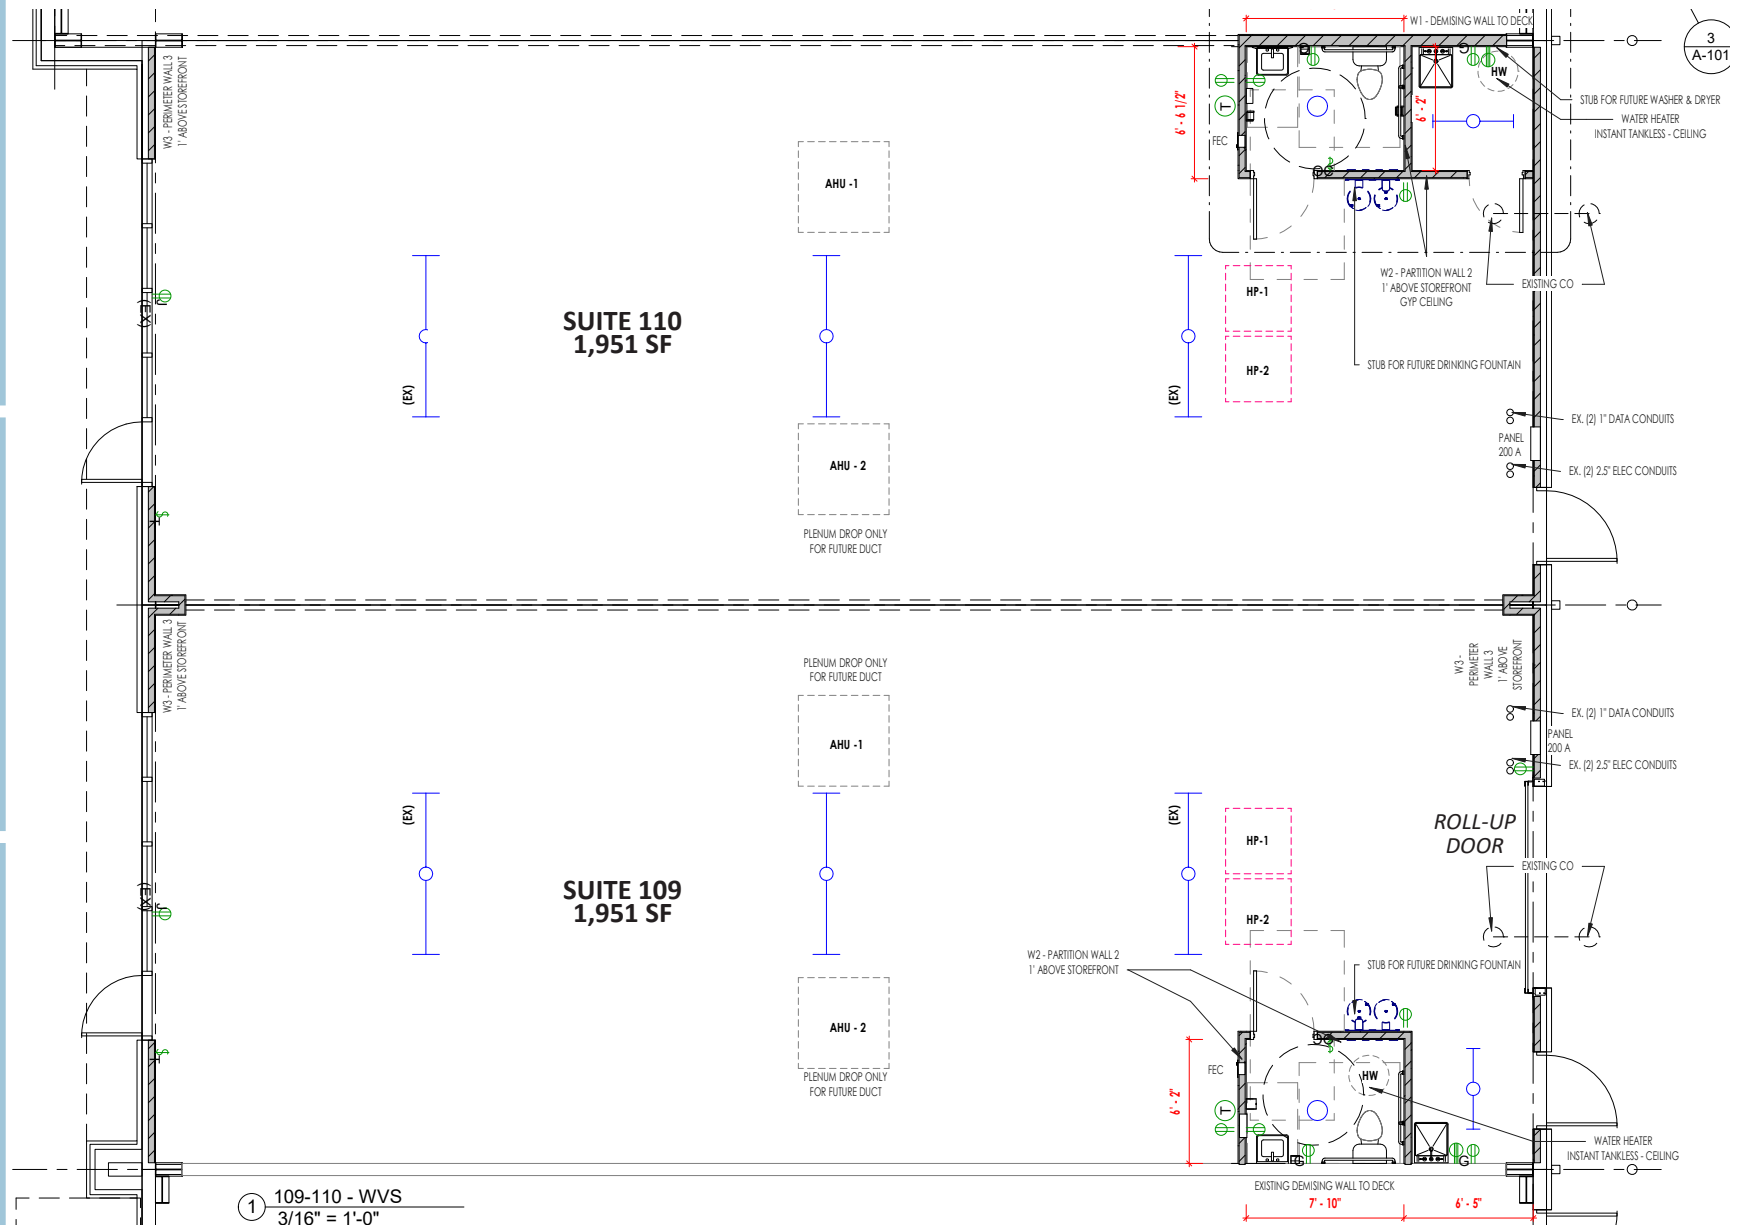 W1 - DEMISING WALL TO DECK
3
A-101
W3 - PERIMETER WALL 3
1' ABOVE STOREFRONT
G
HW
T
6' - 6 1/2"
6' - 2"
FEC
STUB FOR FUTURE WASHER & DRYER
WATER HEATER
INSTANT TANKLESS - CEILING
AHU -1
W2 - PARTITION WALL 2
1' ABOVE STOREFRONT
GYP CEILING
EXISTING CO
HP-1
(EX)
SUITE 110
1,951 SF
HP-2
STUB FOR FUTURE DRINKING FOUNTAIN
(EX)
(EX)
EX. (2) 1" DATA CONDUITS
PANEL
200 A
AHU - 2
EX. (2) 2.5" ELEC CONDUITS
PLENUM DROP ONLY
FOR FUTURE DUCT
W3 - PERIMETER WALL 3
1' ABOVE STOREFRONT
PLENUM DROP ONLY
FOR FUTURE DUCT
W3 -
PERIMETER
WALL 3
1' ABOVE
STOREFRONT
EX. (2) 1" DATA CONDUITS
AHU -1
PANEL
200 A
EX. (2) 2.5" ELEC CONDUITS
(EX)
(EX)
HP-1
ROLL-UP
DOOR
EXISTING CO
(EX)
SUITE 109
1,951 SF
HP-2
W2 - PARTITION WALL 2
1' ABOVE STOREFRONT
STUB FOR FUTURE DRINKING FOUNTAIN
AHU - 2
PLENUM DROP ONLY
FOR FUTURE DUCT
FEC
HW
T
6' - 2"
WATER HEATER
INSTANT TANKLESS - CEILING
G
G
EXISTING DEMISING WALL TO DECK
7' - 10"
6' - 5"
1
109-110 - WVS
3/16" = 1'-0"